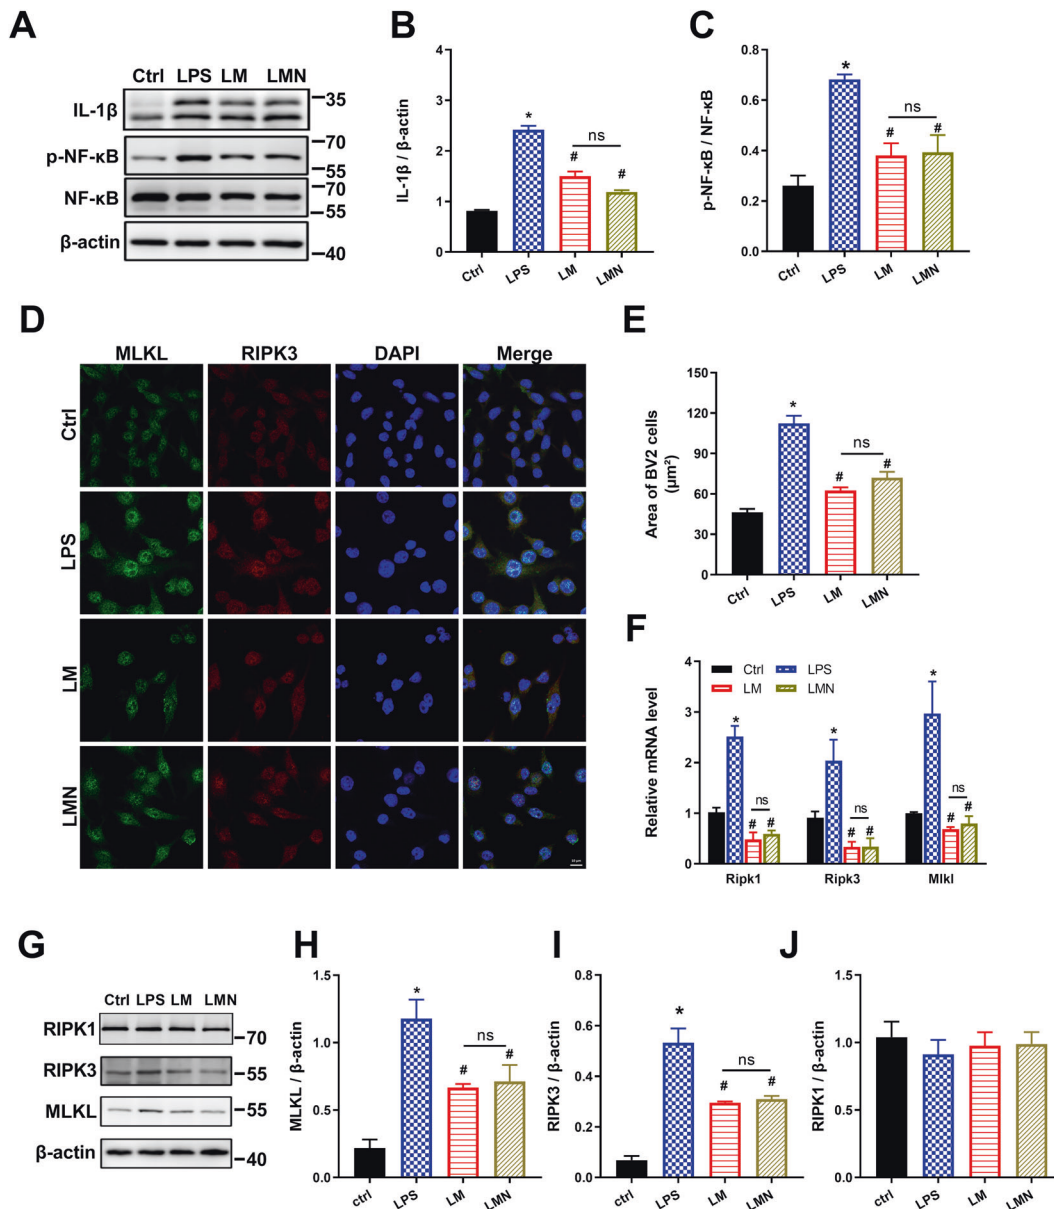 A
Ctrl LPS LM LMN
IL-1β
p-NF-κB
NF-κB
β-actin
35
70
55
70
55
40
B
IL-1β / β-actin
4
3
2
1
0
*
#
ns
#
Ctrl LPS LM LMN
C
p-NF-κB / NF-κB
0.8
0.6
0.4
0.2
0.0
*
#
ns
#
Ctrl LPS LM LMN
D
MLKL RIPK3 DAPI Merge
Ctrl
LPS
LM
LMN
E
Area of BV2 cells
(μm²)
150
120
90
60
30
0
*
#
ns
#
Ctrl LPS LM LMN
F
Relative mRNA level
4
3
2
1
0
Ctrl LPS
LM LMN
* * *
ns ns ns
# # # # # #
Ripk1 Ripk3 Mlkl
G
Ctrl LPS LM LMN
RIPK1
RIPK3
MLKL
β-actin
70
55
55
40
H
MLKL / β-actin
1.5
1.0
0.5
0.0
*
#
ns
#
ctrl LPS LM LMN
I
RIPK3 / β-actin
0.8
0.6
0.4
0.2
0.0
*
#
ns
#
ctrl LPS LM LMN
J
RIPK1 / β-actin
1.5
1.0
0.5
0.0
ctrl LPS LM LMN